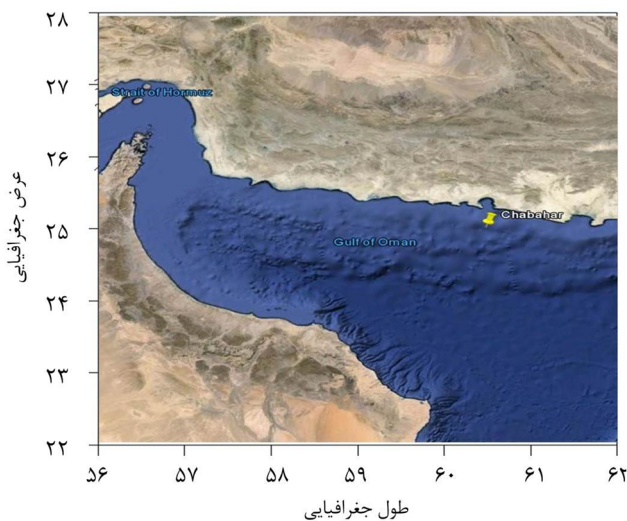 ۲۸
۲۷
Strait of Hormuz
۲۶
عرض جغرافیایی
۲۵
Chabahar
Gulf of Oman
۲۴
۲۳
۲۲
۵۶ ۵۷ ۵۸ ۵۹ ۶۰ ۶۱ ۶۲
طول جغرافیایی